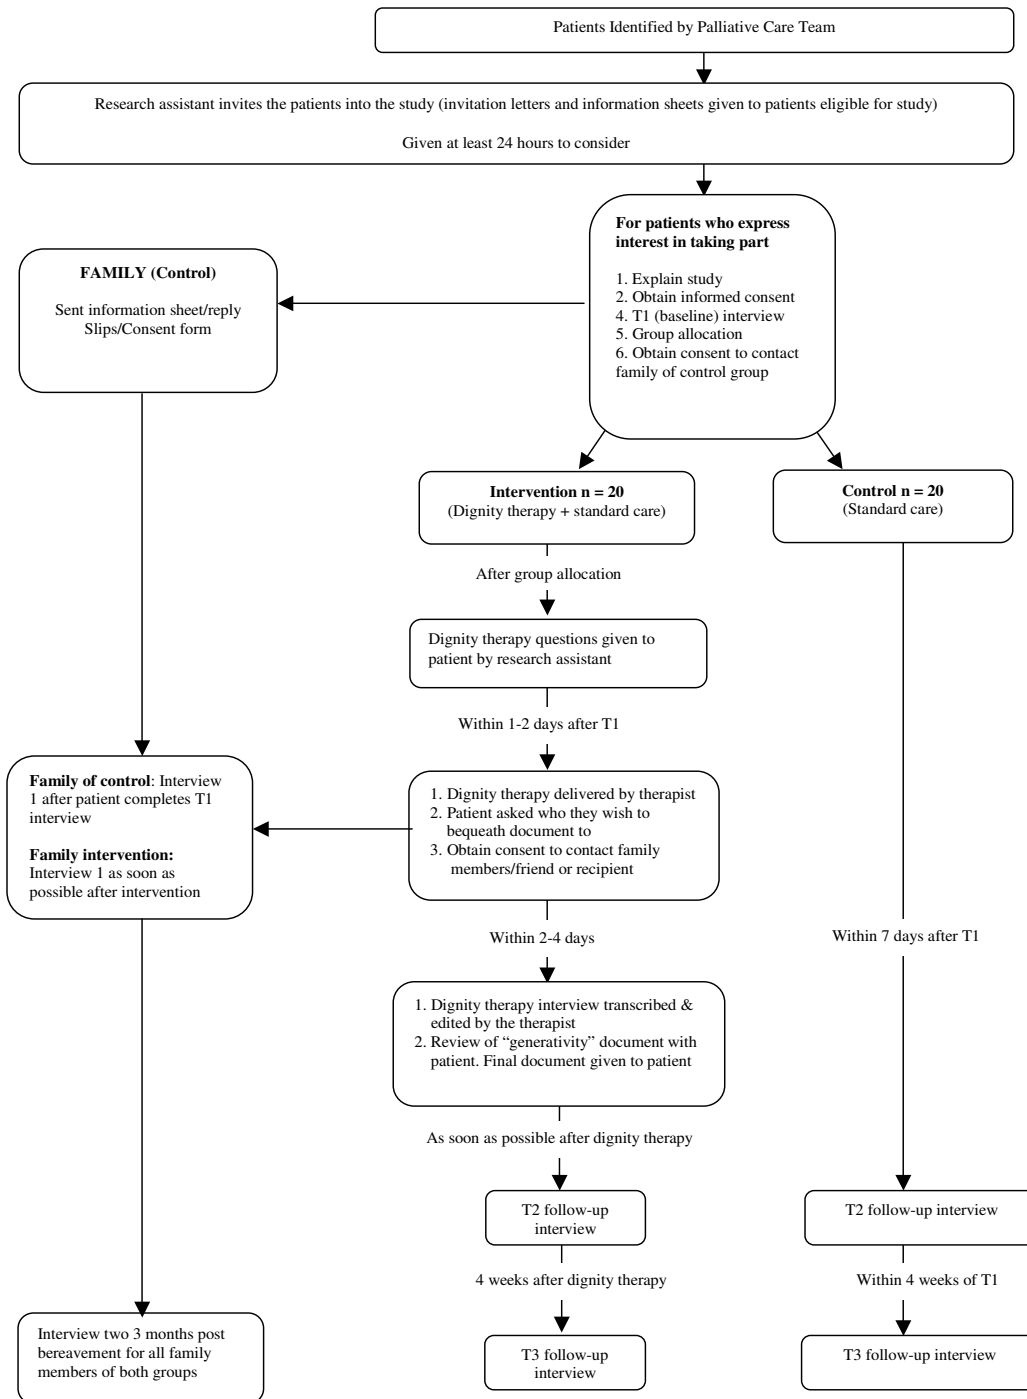 Patients Identified by Palliative Care Team
Research assistant invites the patients into the study (invitation letters and information sheets given to patients eligible for study)
Given at least 24 hours to consider
For patients who express
interest in taking part
1. Explain study
2. Obtain informed consent
4. T1 (baseline) interview
5. Group allocation
6. Obtain consent to contact
family of control group
FAMILY (Control)
Sent information sheet/reply
Slips/Consent form
Intervention n = 20
(Dignity therapy + standard care)
Control n = 20
(Standard care)
After group allocation
Dignity therapy questions given to
patient by research assistant
Within 1-2 days after T1
Family of control: Interview
1 after patient completes T1
interview
Family intervention:
Interview 1 as soon as
possible after intervention
1. Dignity therapy delivered by therapist
2. Patient asked who they wish to
bequeath document to
3. Obtain consent to contact family
members/friend or recipient
Within 2-4 days
Within 7 days after T1
1. Dignity therapy interview transcribed &
edited by the therapist
2. Review of “generativity” document with
patient. Final document given to patient
As soon as possible after dignity therapy
T2 follow-up
interview
T2 follow-up interview
4 weeks after dignity therapy
Within 4 weeks of T1
Interview two 3 months post
bereavement for all family
members of both groups
T3 follow-up
interview
T3 follow-up interview